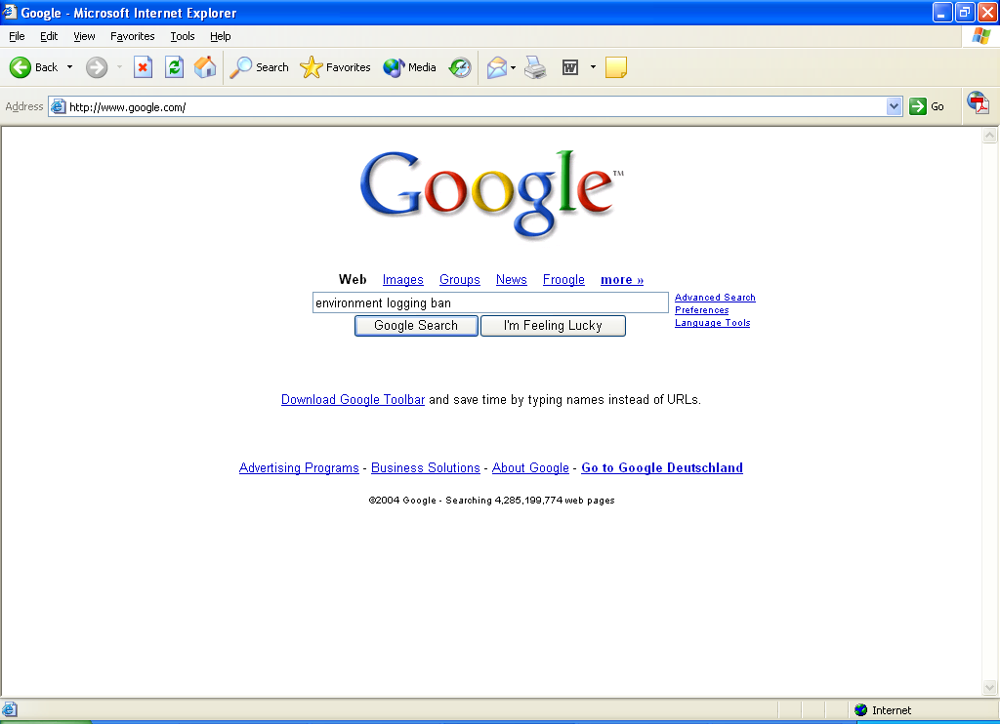 Google - Microsoft Internet Explorer
File Edit View Favorites Tools Help
Back Search Favorites Media
Address http://www.google.com/ Go
Google™
Web Images Groups News Froogle more »
environment logging ban
Advanced Search
Preferences
Language Tools
Google Search I'm Feeling Lucky
Download Google Toolbar and save time by typing names instead of URLs.
Advertising Programs - Business Solutions - About Google - Go to Google Deutschland
©2004 Google - Searching 4,285,199,774 web pages
Internet